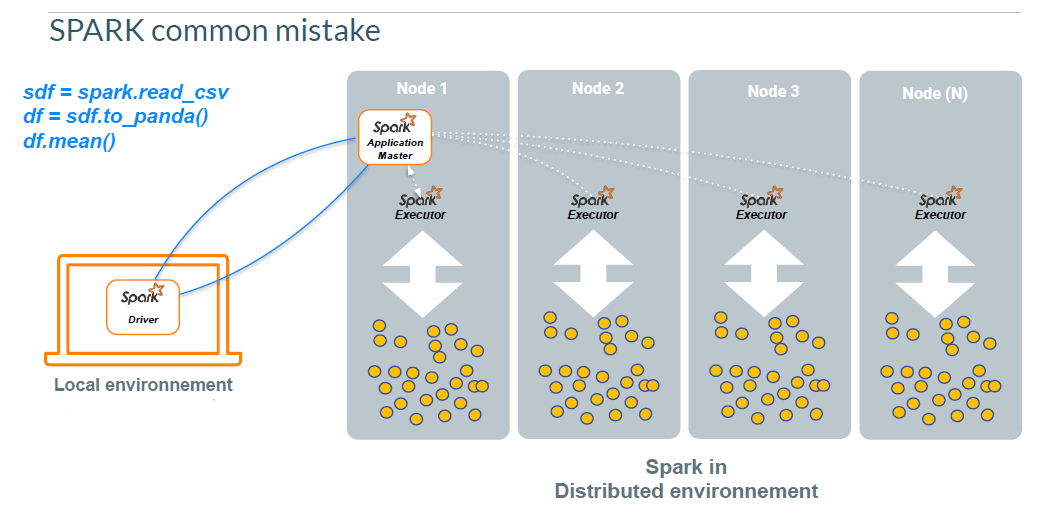 SPARK common mistake
sdf = spark.read_csv
df = sdf.to_panda()
df.mean()
Node 1
Node 2
Node 3
Node (N)
Spark
Application
Master
Spark
Executor
Spark
Executor
Spark
Executor
Spark
Executor
Spark
Driver
Local environnement
Spark in
Distributed environnement